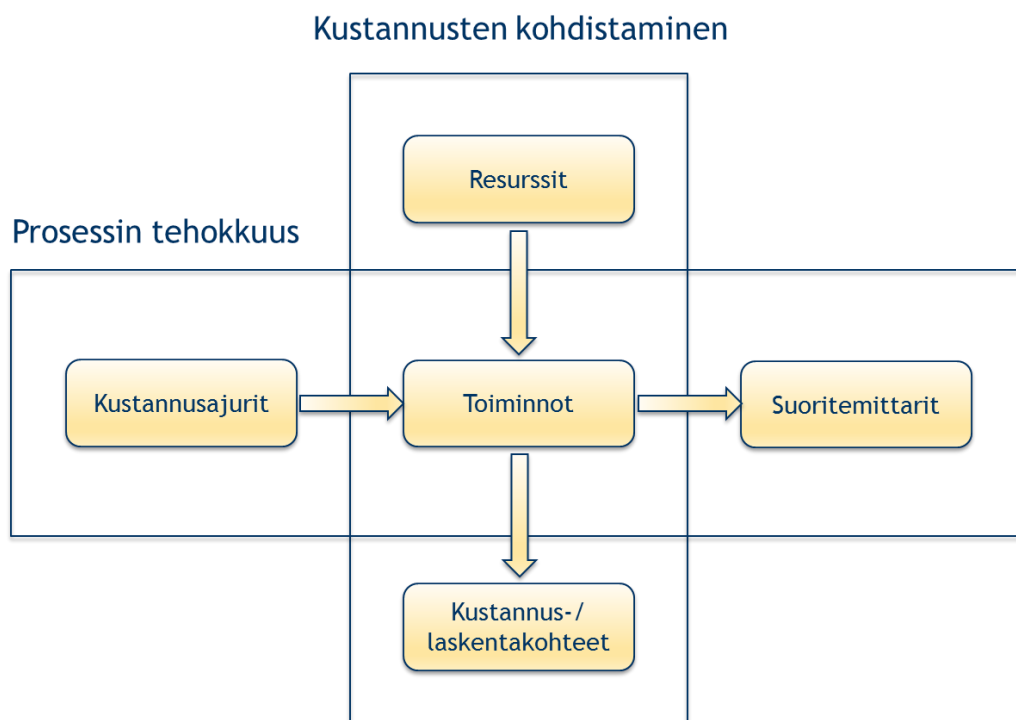 Kustannusten kohdistaminen
Resurssit
Prosessin tehokkuus
Kustannusajurit
Toiminnot
Suoritemittarit
Kustannus-/
laskentakohteet